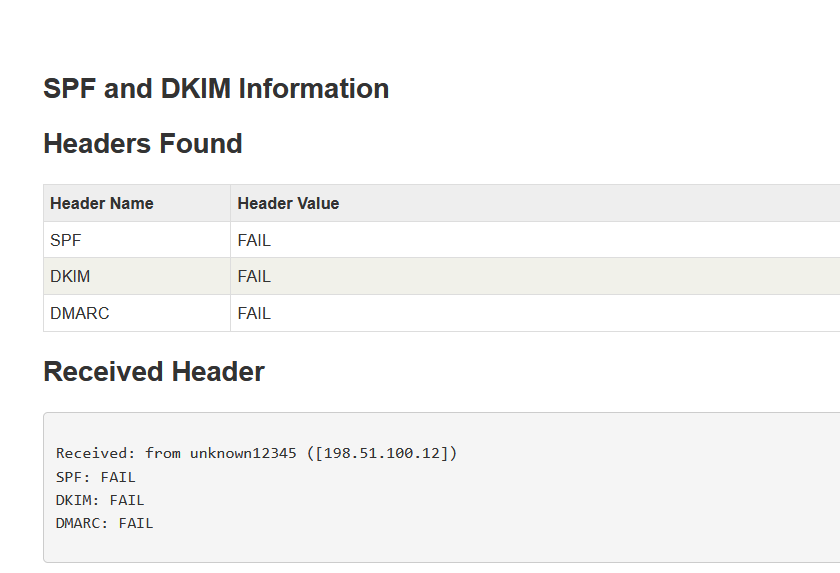 SPF and DKIM Information
Headers Found
Header Name Header Value
SPF FAIL
DKIM FAIL
DMARC FAIL
Received Header
Received: from unknown12345 ([198.51.100.12])
SPF: FAIL
DKIM: FAIL
DMARC: FAIL